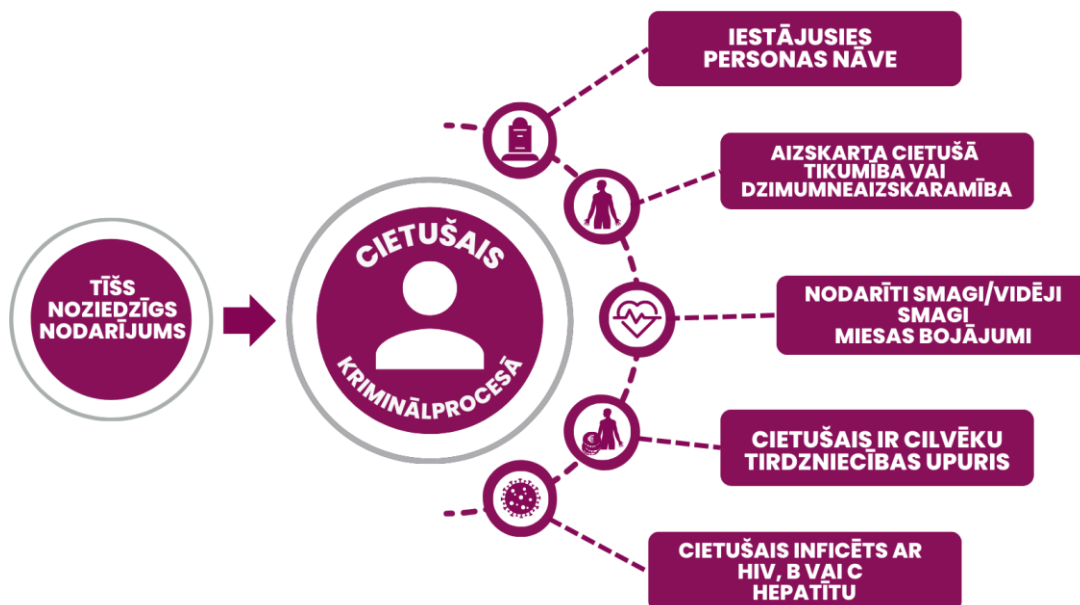 TĪŠS
NOZIEDZĪGS
NODARĪJUMS
CIETUŠAIS
KRIMINĀLPROCESĀ
IESTĀJUSIES
PERSONAS NĀVE
AIZSKARTA CIETUŠĀ
TIKUMĪBA VAI
DZIMUMNEAIZSKARAMĪBA
NODARĪTI SMAGI/VIDĒJI
SMAGI
MIESAS BOJĀJUMI
CIETUŠAIS IR CILVĒKU
TIRDZNIECĪBAS UPURIS
CIETUŠAIS INFICĒTS AR
HIV, B VAI C
HEPATĪTU